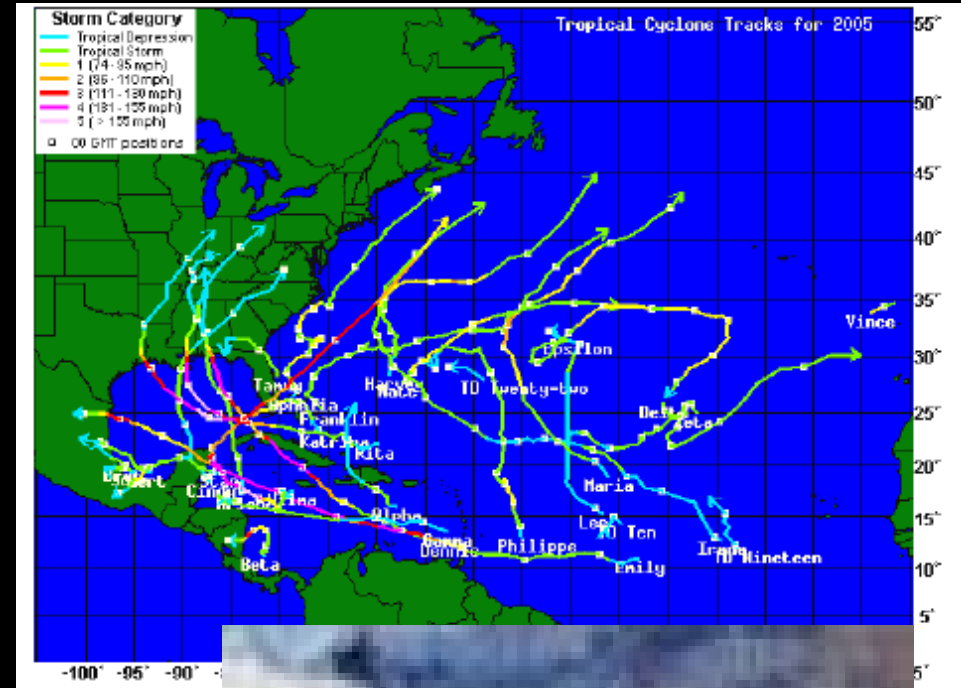 Storm Category
Tropical Cyclone Tracks for 2005
Tropical Depression
Tropical Storm
1 (74-95 mph)
2 (96-110 mph)
3 (111-130 mph)
4 (131-155 mph)
5 ( > 155 mph)
00 GMT positions
55°
50°
45°
40°
35°
Vince
30°
Epsilon
Tammy
Harvey
Nate
TD Twenty-two
Ophelia
Franklin
Delta
Zeta
25°
Katrina
Rita
20°
Maria
Cindy
Wilma
Alpha
Lee
TD Ten
15°
Gamma
Dennis
Philippe
Irene
TD Nineteen
Beta
Emily
10°
5°
-100° -95° -90°
5°